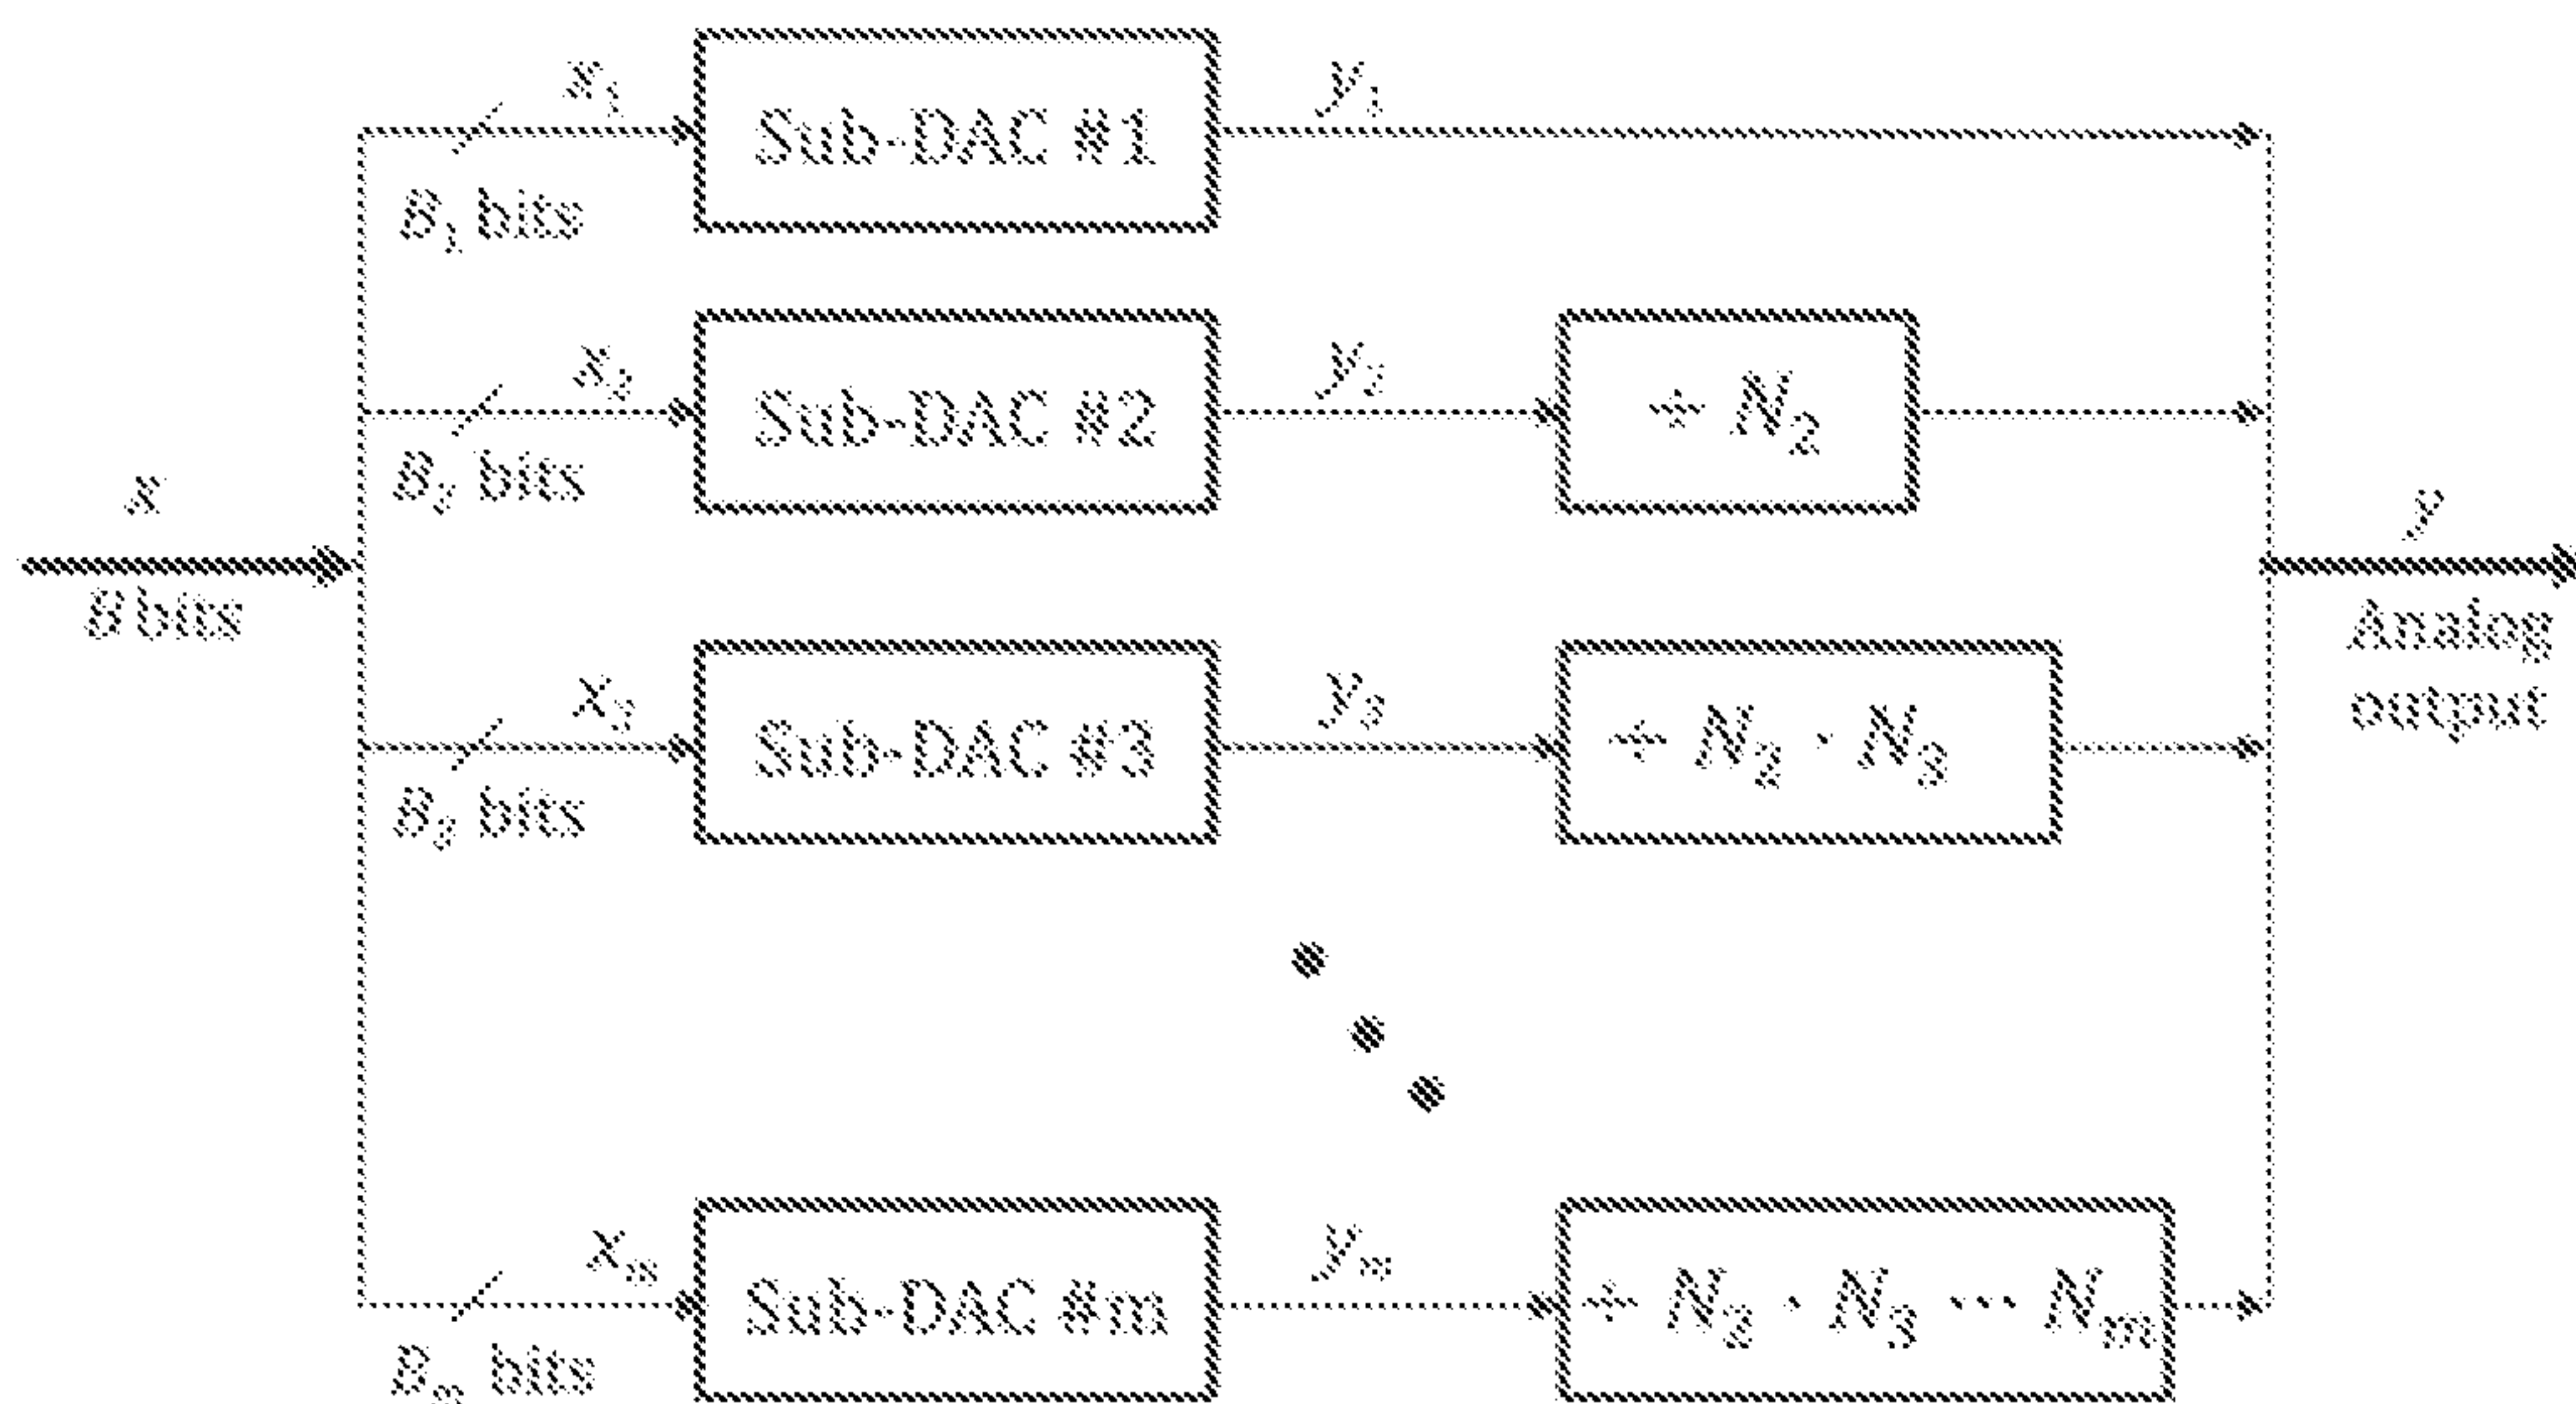 x
B bits
x₁
B₁ bits
Sub-DAC #1
y₁
x₂
B₂ bits
Sub-DAC #2
y₂
÷ N₂
x₃
B₃ bits
Sub-DAC #3
y₃
÷ N₂ · N₃
xₘ
Bₘ bits
Sub-DAC #m
yₘ
÷ N₂ · N₃ ⋯ Nₘ
y
Analog
output